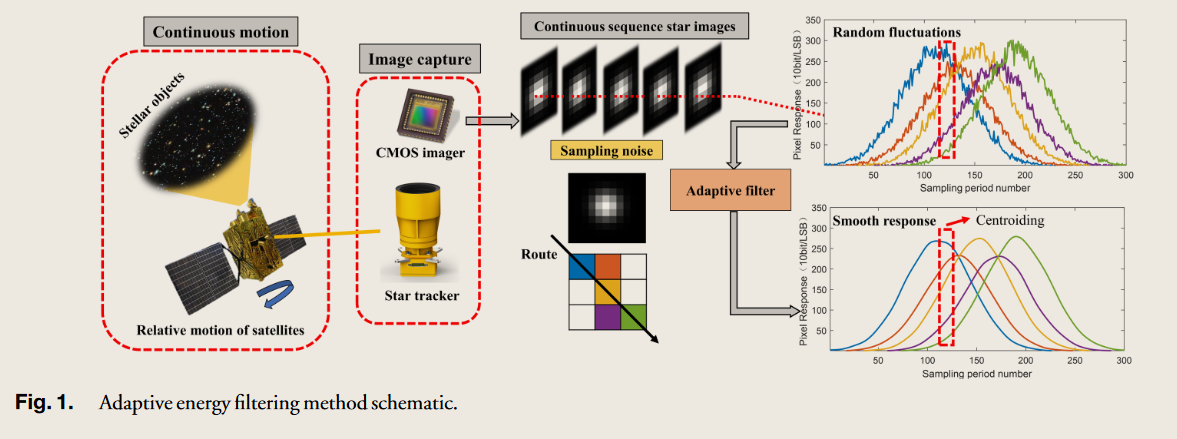 Continuous motion
Stellar objects
Relative motion of satellites
Image capture
CMOS imager
Star tracker
Continuous sequence star images
Sampling noise
Route
Adaptive filter
Random fluctuations
Pixel Response（10bit/LSB）
350
300
250
200
150
100
50
50 100 150 200 250 300
Sampling period number
Smooth response
Centroiding
Pixel Response（10bit/LSB）
350
300
250
200
150
100
50
50 100 150 200 250 300
Sampling period number
Fig. 1. Adaptive energy filtering method schematic.